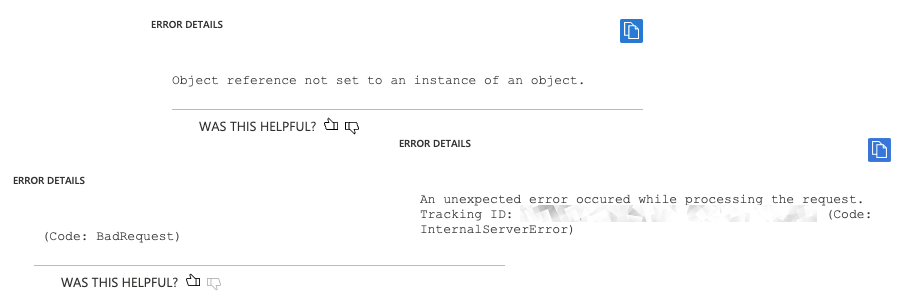 ERROR DETAILS
Object reference not set to an instance of an object.
WAS THIS HELPFUL?
ERROR DETAILS
An unexpected error occured while processing the request.
Tracking ID: (Code:
InternalServerError)
ERROR DETAILS
(Code: BadRequest)
WAS THIS HELPFUL?